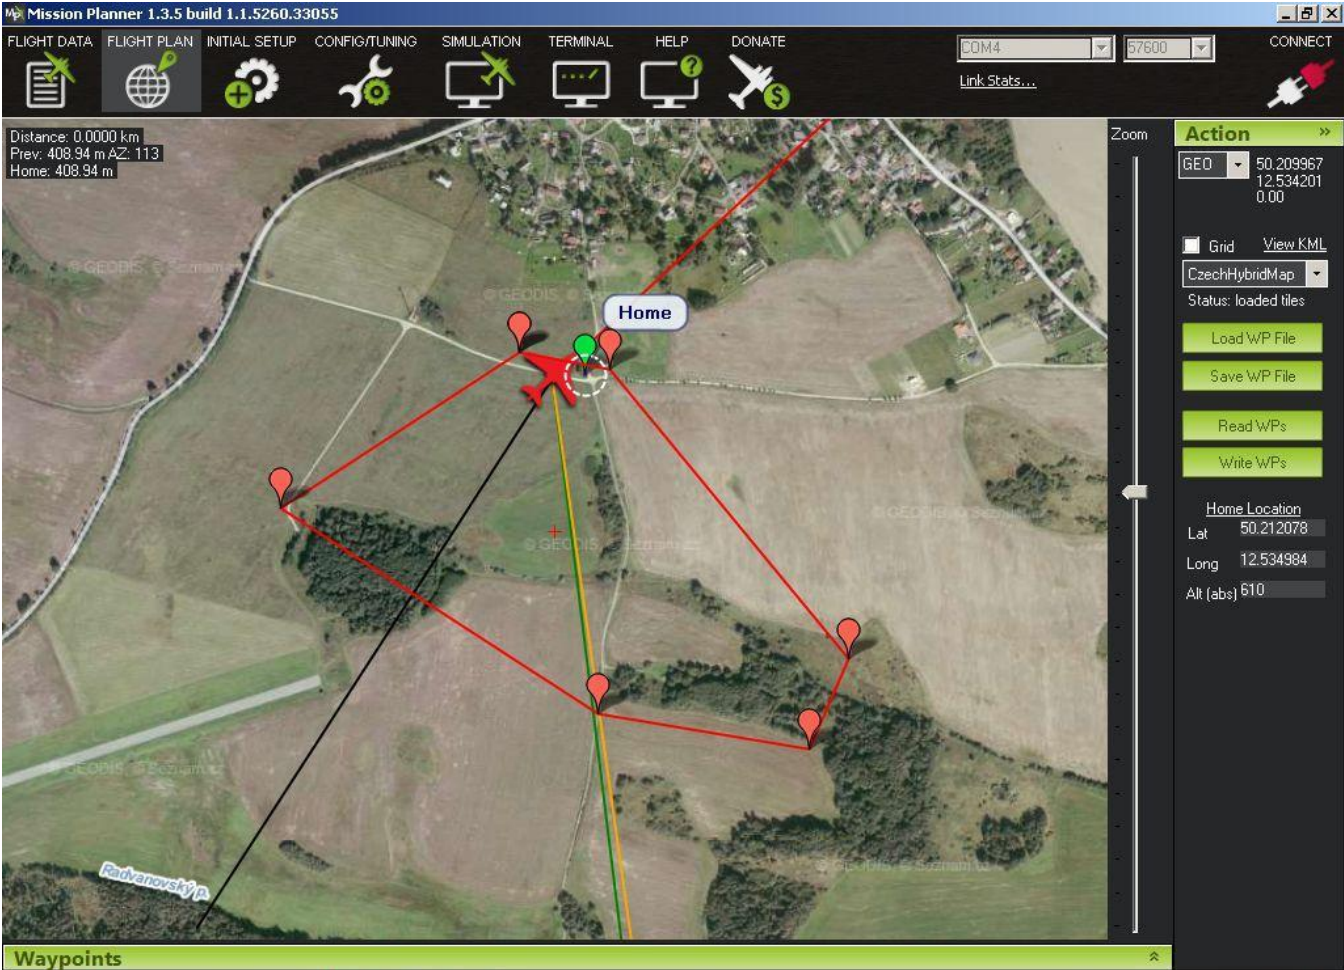 Mission Planner 1.3.5 build 1.1.5260.33055
FLIGHT DATA FLIGHT PLAN INITIAL SETUP CONFIG/TUNING SIMULATION TERMINAL HELP DONATE
COM4 57600 CONNECT
Link Stats...
Distance: 0.0000 km
Prev: 408.94 m AZ: 113
Home: 408.94 m
Zoom
Action »
GEO 50.209967
12.534201
0.00
Grid View KML
CzechHybridMap
Status: loaded tiles
Load WP File
Save WP File
Read WPs
Write WPs
Home Location
Lat 50.212078
Long 12.534984
Alt (abs) 610
Home
Radvanovský p.
Waypoints